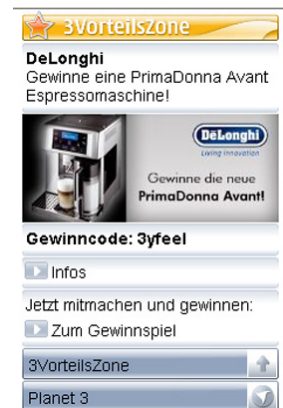 3VorteilsZone
DeLonghi
Gewinne eine PrimaDonna Avant
Espressomaschine!
DeLonghi
Living innovation
Gewinne die neue
PrimaDonna Avant!
Gewinncode: 3yfeel
Infos
Jetzt mitmachen und gewinnen:
Zum Gewinnspiel
3VorteilsZone
Planet 3